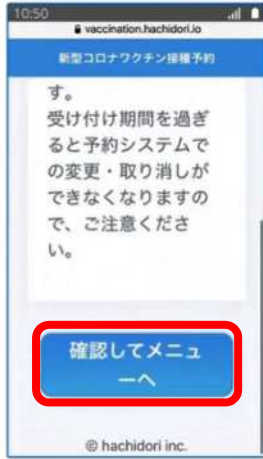 10:50
vaccination.hachidori.io
新型コロナワクチン接種予約
す。
受け付け期間を過ぎ
ると予約システムで
の変更・取り消しが
できなくなりますの
で、ご注意くださ
い。
確認してメニュ
ーへ
© hachidori inc.